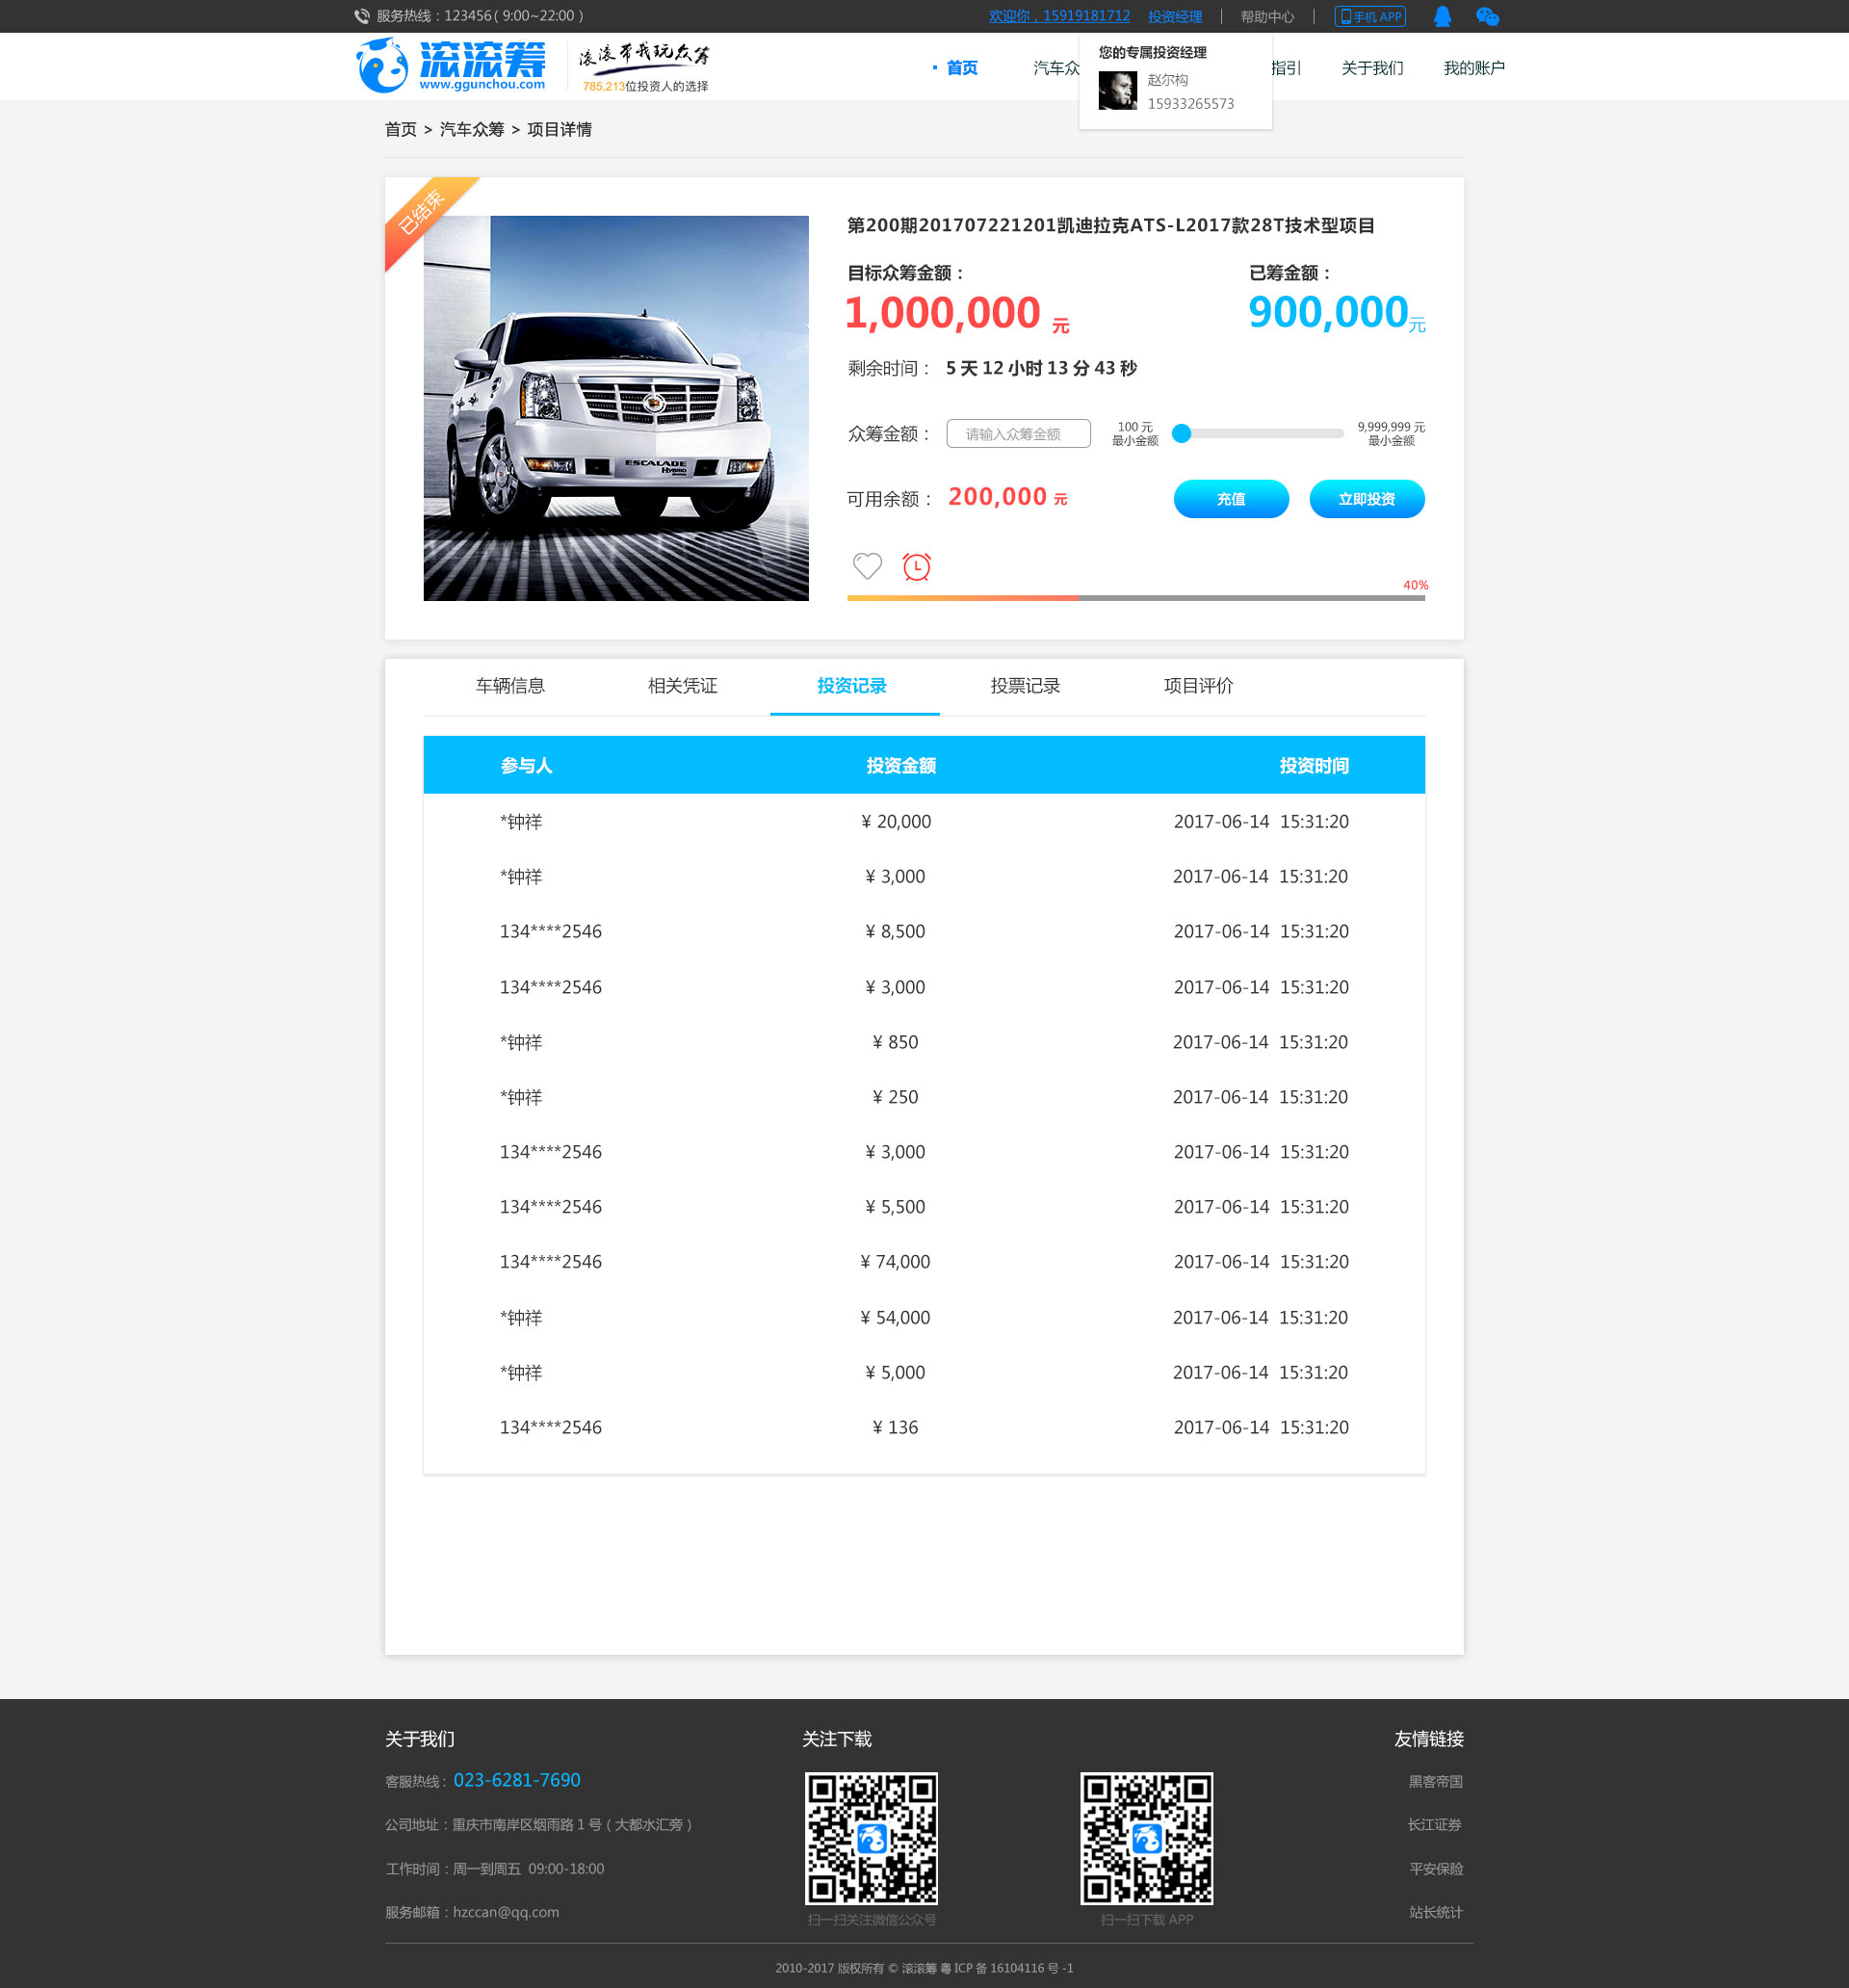 服务热线：123456( 9:00~22:00 )
欢迎你，15919181712 投资经理 | 帮助中心 | 手机 APP
滚滚筹
www.ggunchou.com
滚滚带我玩众筹
785,213位投资人的选择
首页 汽车众 指引 关于我们 我的账户
您的专属投资经理
赵尔构
15933265573
首页 > 汽车众筹 > 项目详情
已结束
第200期201707221201凯迪拉克ATS-L2017款28T技术型项目
目标众筹金额： 已筹金额：
1,000,000 元 900,000元
剩余时间： 5 天 12 小时 13 分 43 秒
众筹金额： 请输入众筹金额 100 元 9,999,999 元
最小金额 最小金额
ESCALADE
HYBRID
可用余额： 200,000 元 充值 立即投资
40%
车辆信息 相关凭证 投资记录 投票记录 项目评价
参与人 投资金额 投资时间
*钟祥 ¥ 20,000 2017-06-14 15:31:20
*钟祥 ¥ 3,000 2017-06-14 15:31:20
134****2546 ¥ 8,500 2017-06-14 15:31:20
134****2546 ¥ 3,000 2017-06-14 15:31:20
*钟祥 ¥ 850 2017-06-14 15:31:20
*钟祥 ¥ 250 2017-06-14 15:31:20
134****2546 ¥ 3,000 2017-06-14 15:31:20
134****2546 ¥ 5,500 2017-06-14 15:31:20
134****2546 ¥ 74,000 2017-06-14 15:31:20
*钟祥 ¥ 54,000 2017-06-14 15:31:20
*钟祥 ¥ 5,000 2017-06-14 15:31:20
134****2546 ¥ 136 2017-06-14 15:31:20
关于我们 关注下载 友情链接
客服热线：023-6281-7690 黑客帝国
公司地址：重庆市南岸区烟雨路 1 号 ( 大都水汇旁 ) 长江证券
工作时间：周一到周五 09:00-18:00 平安保险
服务邮箱：hzccan@qq.com 站长统计
扫一扫关注微信公众号 扫一扫下载 APP
2010-2017 版权所有 © 滚滚筹 粤 ICP 备 16104116 号 -1